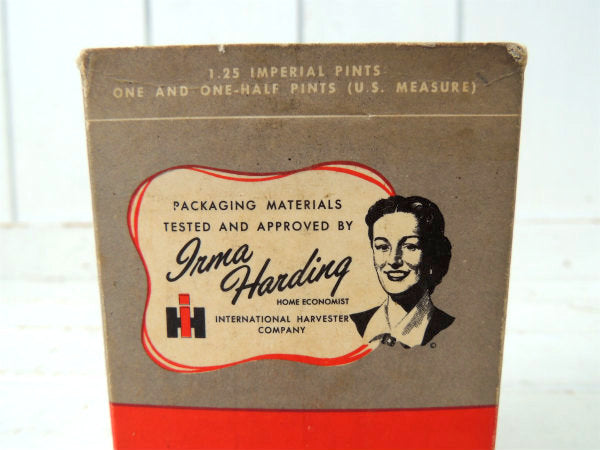 1.25 IMPERIAL PINTS
ONE AND ONE-HALF PINTS (U.S. MEASURE)
PACKAGING MATERIALS
TESTED AND APPROVED BY
Irma
Harding
HOME ECONOMIST
IH INTERNATIONAL HARVESTER
COMPANY
©